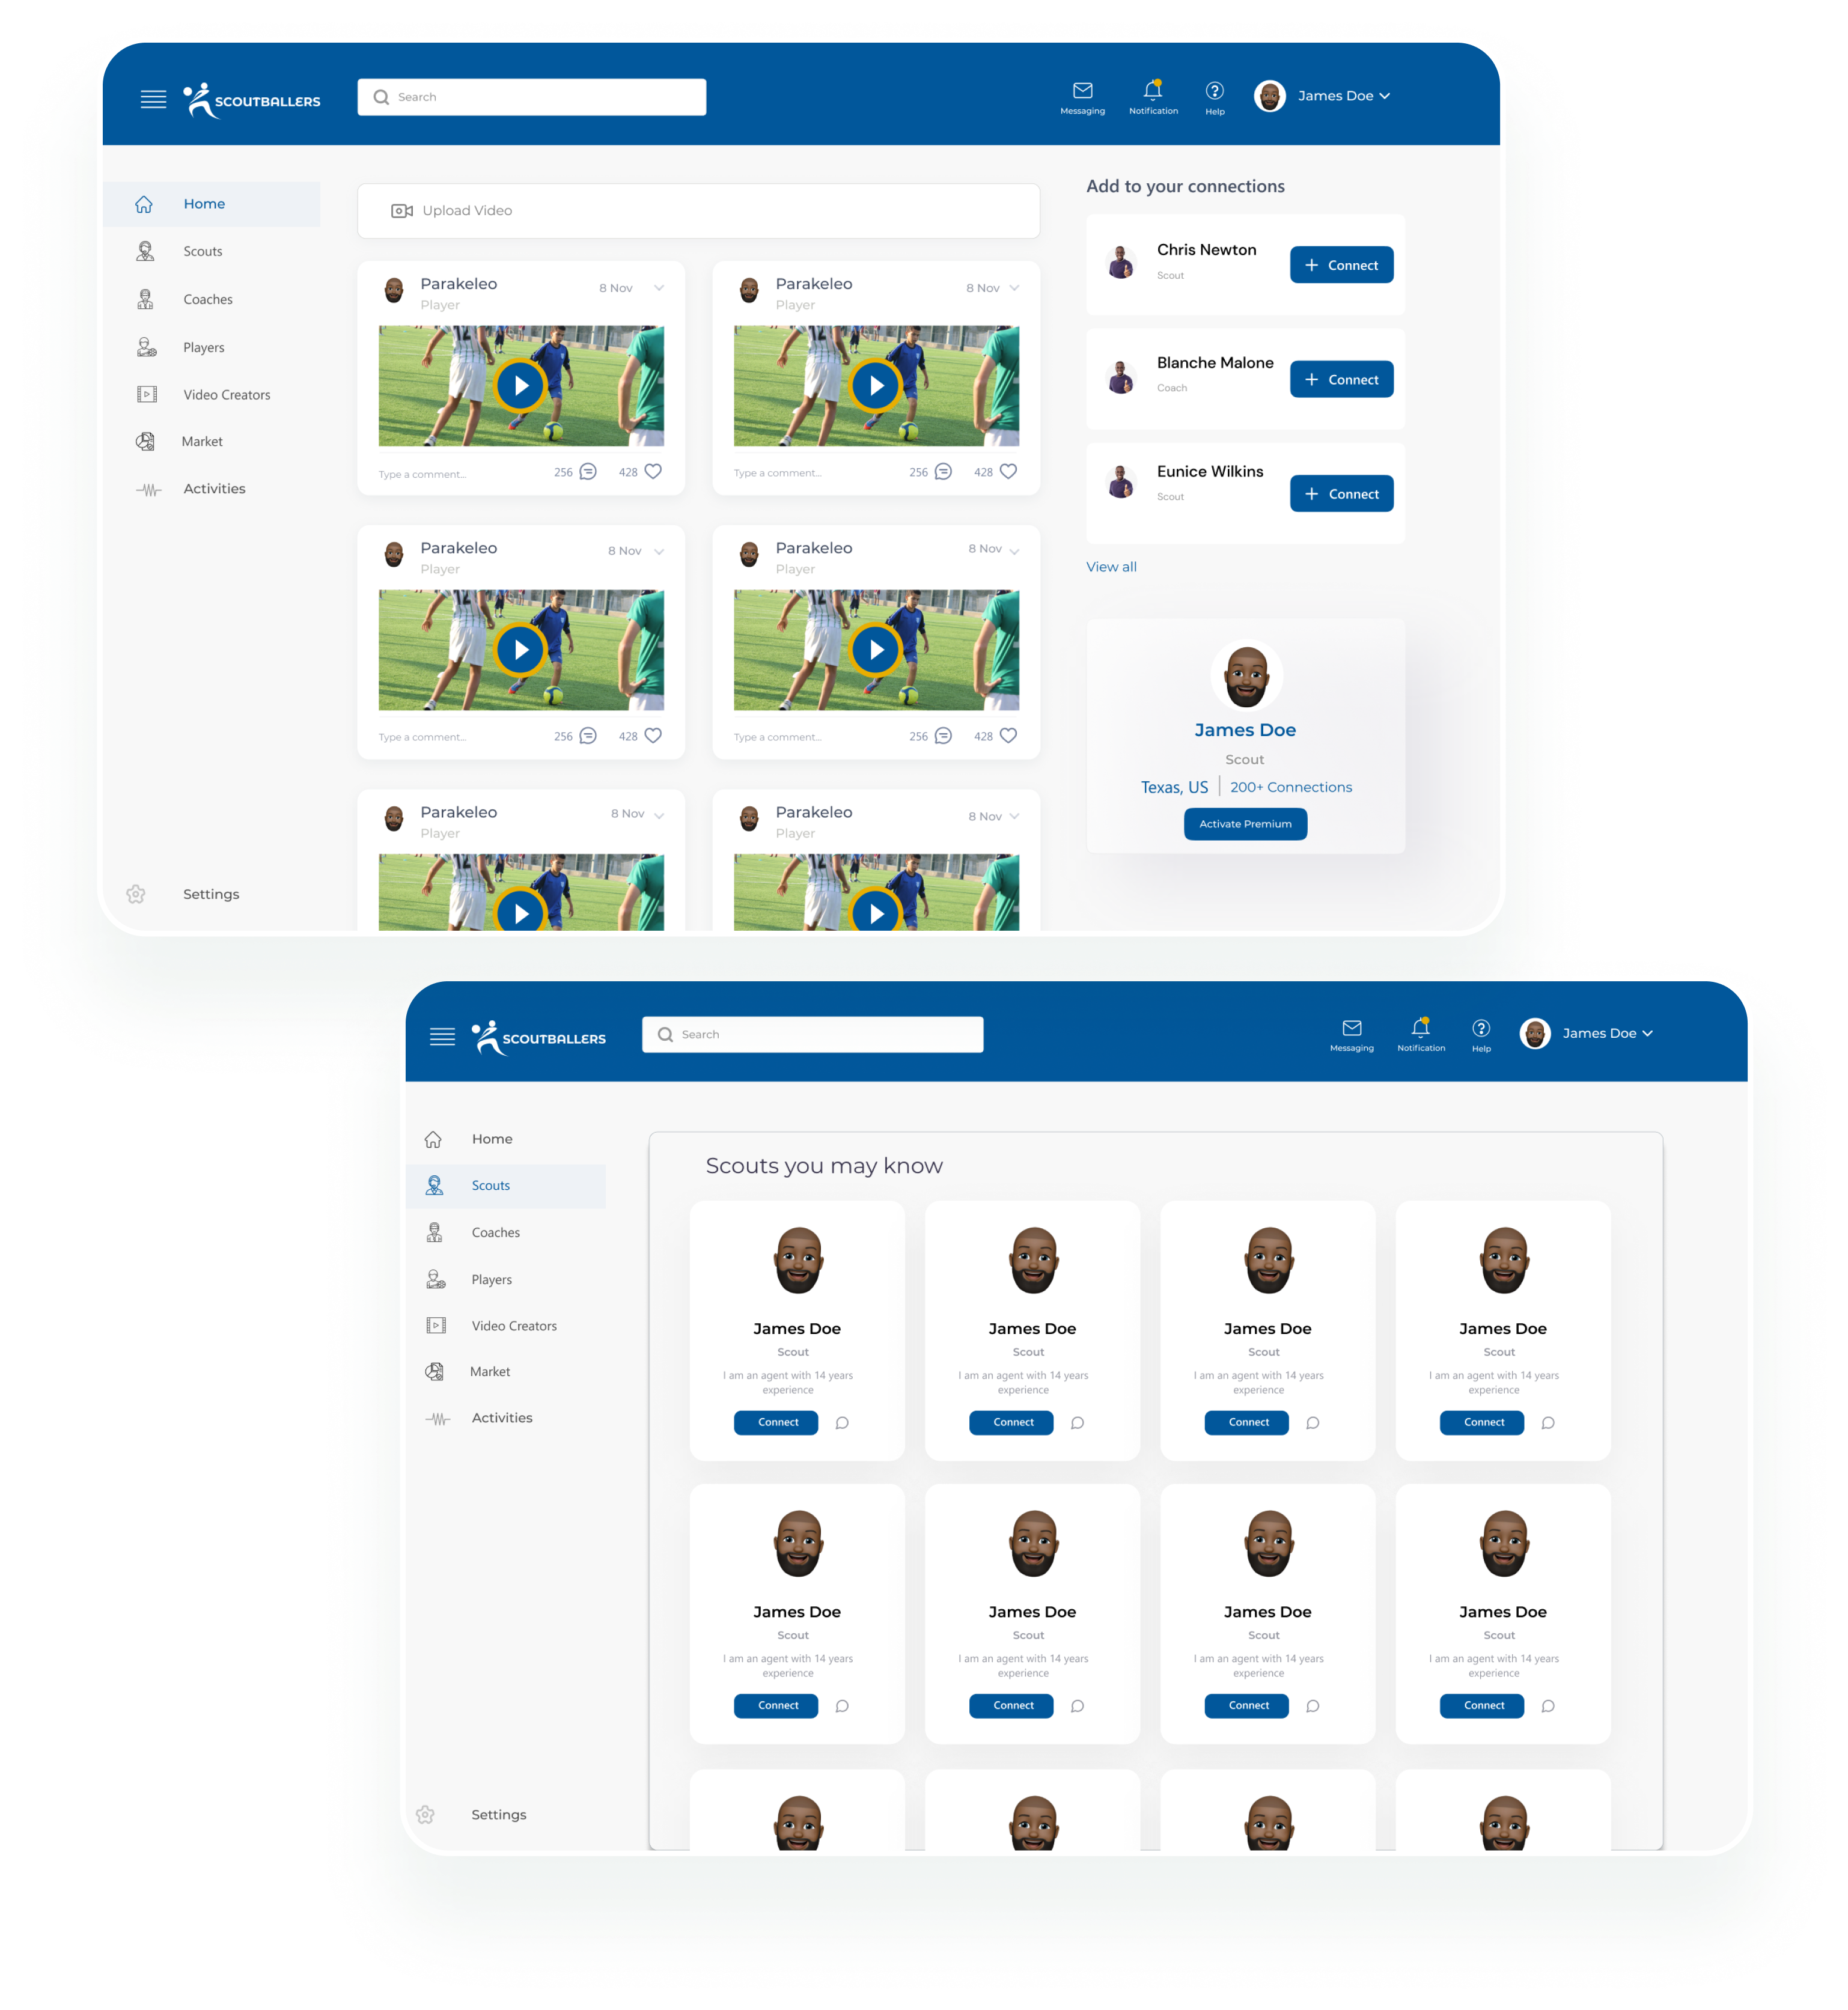 SCOUTBALLERS
Search
Messaging
Notification
Help
James Doe
Home
Scouts
Coaches
Players
Video Creators
Market
Activities
Settings
Upload Video
Parakeleo
Player
8 Nov
Type a comment...
256
428
Parakeleo
Player
8 Nov
Type a comment...
256
428
Parakeleo
Player
8 Nov
Type a comment...
256
428
Parakeleo
Player
8 Nov
Type a comment...
256
428
Parakeleo
Player
8 Nov
Parakeleo
Player
8 Nov
Add to your connections
Chris Newton
Scout
+ Connect
Blanche Malone
Coach
+ Connect
Eunice Wilkins
Scout
+ Connect
View all
James Doe
Scout
Texas, US | 200+ Connections
Activate Premium
SCOUTBALLERS
Search
Messaging
Notification
Help
James Doe
Home
Scouts
Coaches
Players
Video Creators
Market
Activities
Settings
Scouts you may know
James Doe
Scout
I am an agent with 14 years
experience
Connect
James Doe
Scout
I am an agent with 14 years
experience
Connect
James Doe
Scout
I am an agent with 14 years
experience
Connect
James Doe
Scout
I am an agent with 14 years
experience
Connect
James Doe
Scout
I am an agent with 14 years
experience
Connect
James Doe
Scout
I am an agent with 14 years
experience
Connect
James Doe
Scout
I am an agent with 14 years
experience
Connect
James Doe
Scout
I am an agent with 14 years
experience
Connect